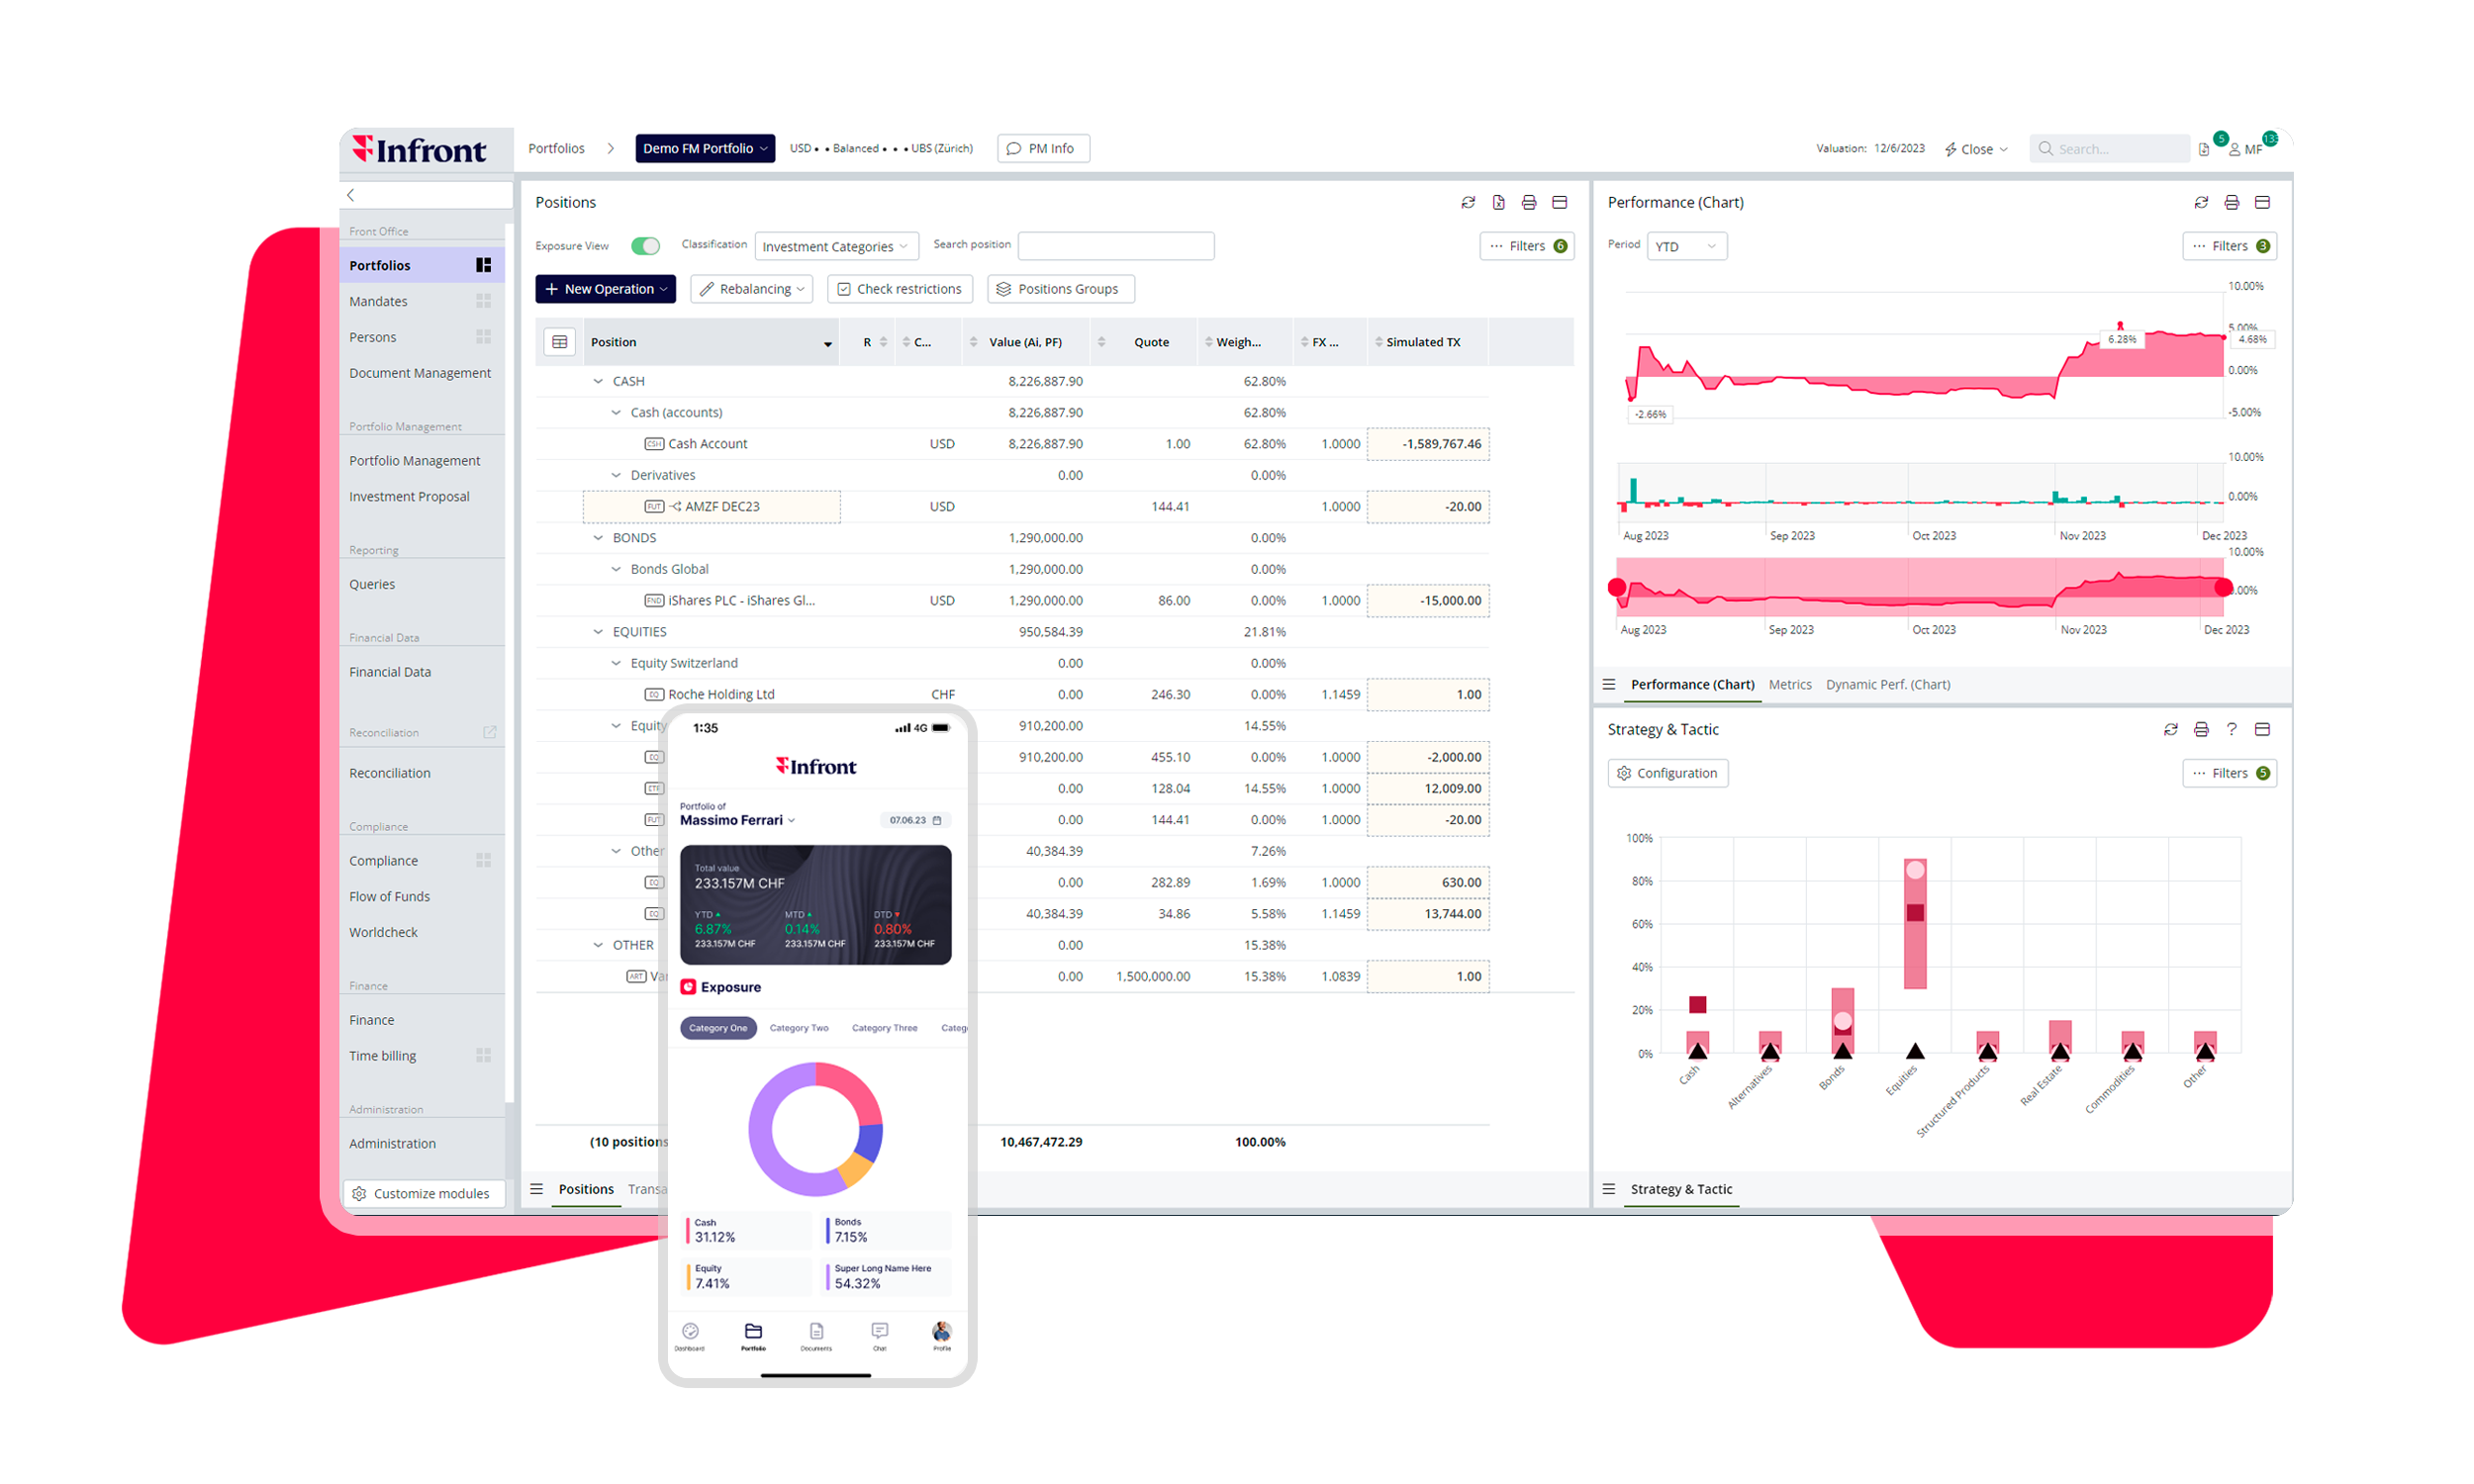 Infront
Portfolios
Demo FM Portfolio
USD • • Balanced • • • UBS (Zürich)
PM Info
Valuation: 12/6/2023
Close
Search...
5
MF
133
Front Office
Portfolios
Mandates
Persons
Document Management
Portfolio Management
Portfolio Management
Investment Proposal
Reporting
Queries
Financial Data
Financial Data
Reconciliation
Reconciliation
Compliance
Compliance
Flow of Funds
Worldcheck
Finance
Finance
Time billing
Administration
Administration
Customize modules
Positions
Exposure View
Classification
Investment Categories
Search position
... Filters 6
+ New Operation
Rebalancing
Check restrictions
Positions Groups
Position R C... Value (Ai, PF) Quote Weigh... FX ... Simulated TX
CASH 8,226,887.90 62.80%
Cash (accounts) 8,226,887.90 62.80%
CSH Cash Account USD 8,226,887.90 1.00 62.80% 1.0000 -1,589,767.46
Derivatives 0.00 0.00%
FUT AMZF DEC23 USD 144.41 1.0000 -20.00
BONDS 1,290,000.00 0.00%
Bonds Global 1,290,000.00 0.00%
FND iShares PLC - iShares Gl... USD 1,290,000.00 86.00 0.00% 1.0000 -15,000.00
EQUITIES 950,584.39 21.81%
Equity Switzerland 0.00 0.00%
EQ Roche Holding Ltd CHF 0.00 246.30 0.00% 1.1459 1.00
Equity 910,200.00 14.55%
EQ 910,200.00 455.10 0.00% 1.0000 -2,000.00
ETF 0.00 128.04 14.55% 1.0000 12,009.00
FUT 0.00 144.41 0.00% 1.0000 -20.00
Other 40,384.39 7.26%
EQ 0.00 282.89 1.69% 1.0000 630.00
EQ 40,384.39 34.86 5.58% 1.1459 13,744.00
OTHER 0.00 15.38%
ART 0.00 1,500,000.00 15.38% 1.0839 1.00
(10 positions 10,467,472.29 100.00%
Positions
1:35
4G
Infront
Portfolio of
Massimo Ferrari
07.06.23
Total value
233.157M CHF
YTD MTD DTD
6.87% 0.14% 0.80%
233.157M CHF 233.157M CHF 233.157M CHF
Exposure
Category One Category Two Category Three Categ
Cash
31.12%
Bonds
7.15%
Equity
7.41%
Super Long Name Here
54.32%
Dashboard Portfolio Documents Chat Profile
Performance (Chart)
Period
YTD
... Filters 3
10.00%
5.00%
6.28%
4.68%
0.00%
-2.66%
-5.00%
10.00%
0.00%
Aug 2023 Sep 2023 Oct 2023 Nov 2023 Dec 2023
10.00%
0.00%
Aug 2023 Sep 2023 Oct 2023 Nov 2023 Dec 2023
Performance (Chart) Metrics Dynamic Perf. (Chart)
Strategy & Tactic
?
Configuration
... Filters 5
100%
80%
60%
40%
20%
0%
Cash
Alternatives
Bonds
Equities
Structured Products
Real Estate
Commodities
Other
Strategy & Tactic